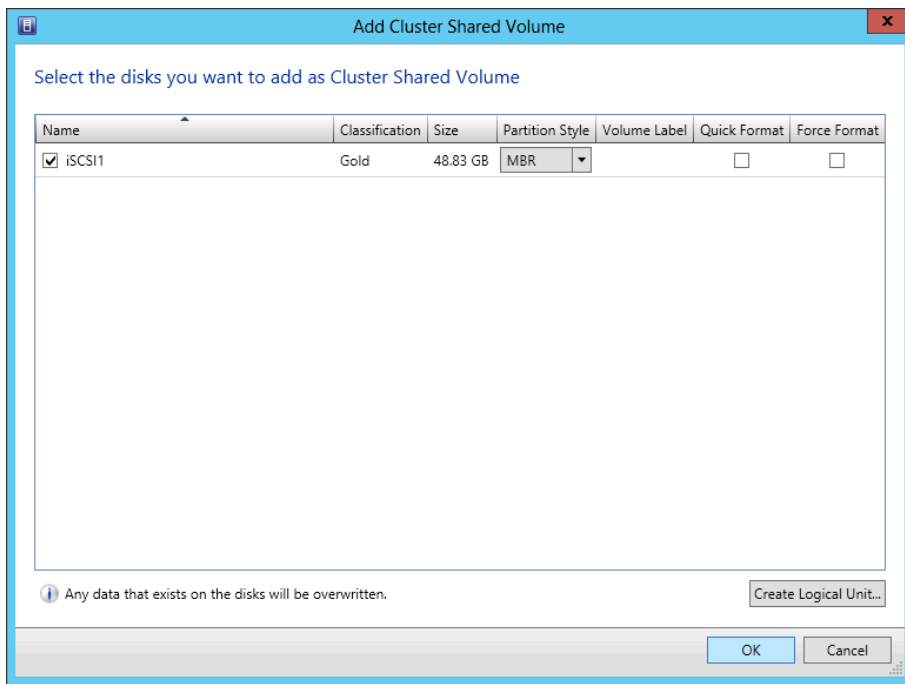 Add Cluster Shared Volume
x
Select the disks you want to add as Cluster Shared Volume
Name Classification Size Partition Style Volume Label Quick Format Force Format
iSCSI1 Gold 48.83 GB MBR
Any data that exists on the disks will be overwritten.
Create Logical Unit...
OK Cancel